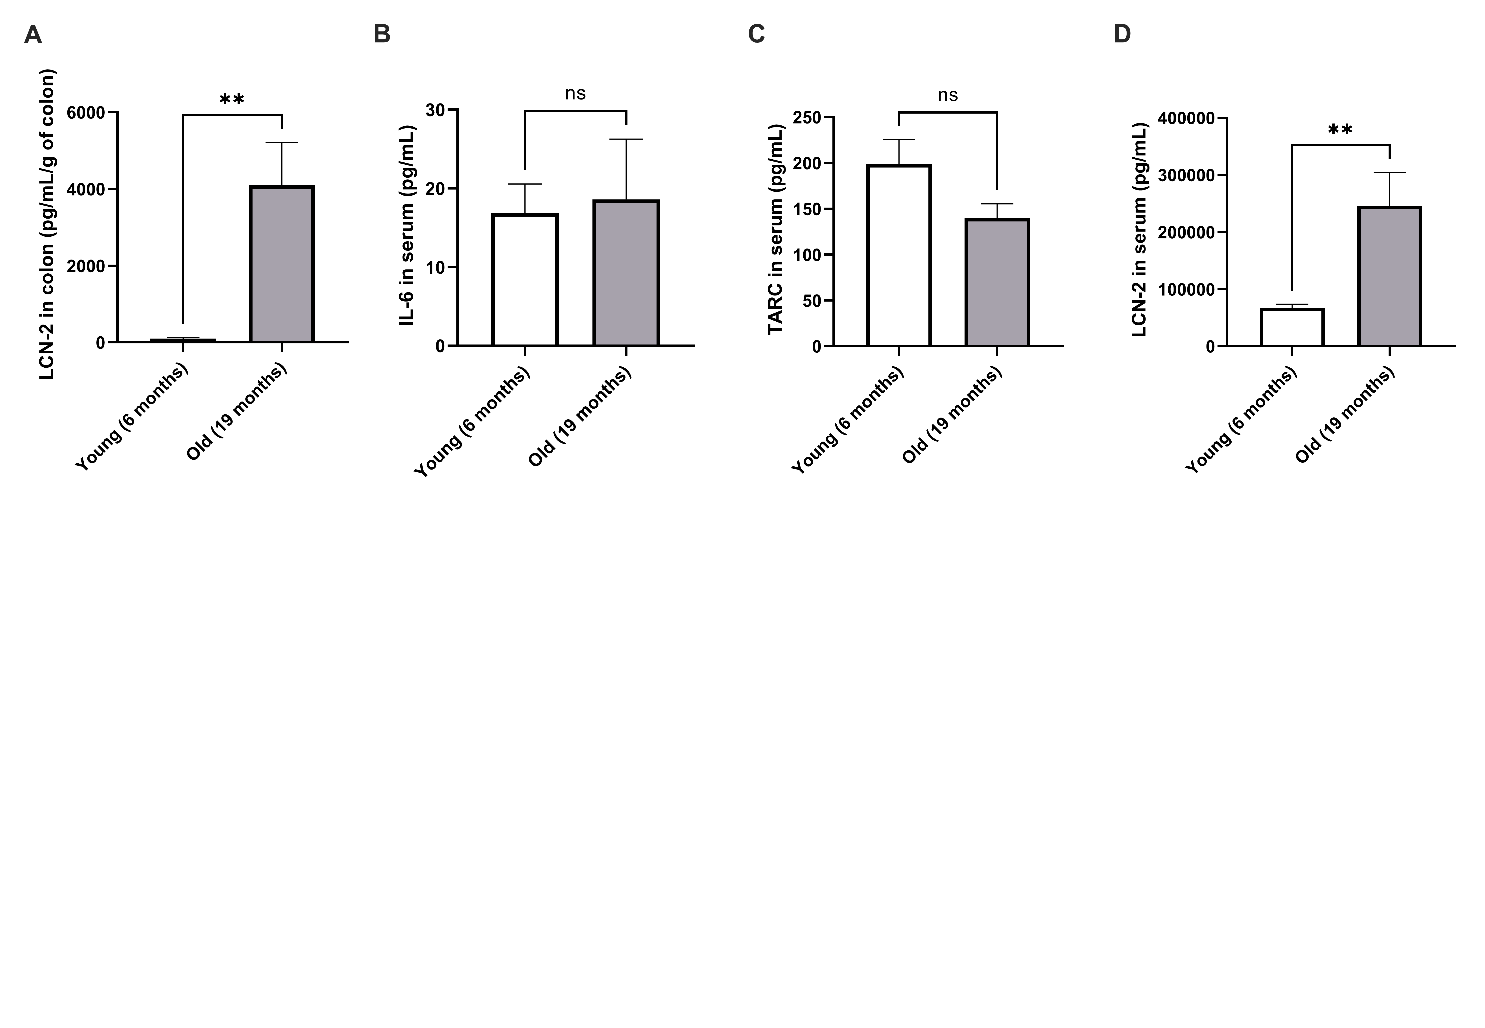 A
LCN-2 in colon (pg/mL/g of colon)
6000
4000
2000
0
**
Young (6 months)
Old (19 months)
B
IL-6 in serum (pg/mL)
30
20
10
0
ns
Young (6 months)
Old (19 months)
C
TARC in serum (pg/mL)
250
200
150
100
50
0
ns
Young (6 months)
Old (19 months)
D
LCN-2 in serum (pg/mL)
400000
300000
200000
100000
0
**
Young (6 months)
Old (19 months)